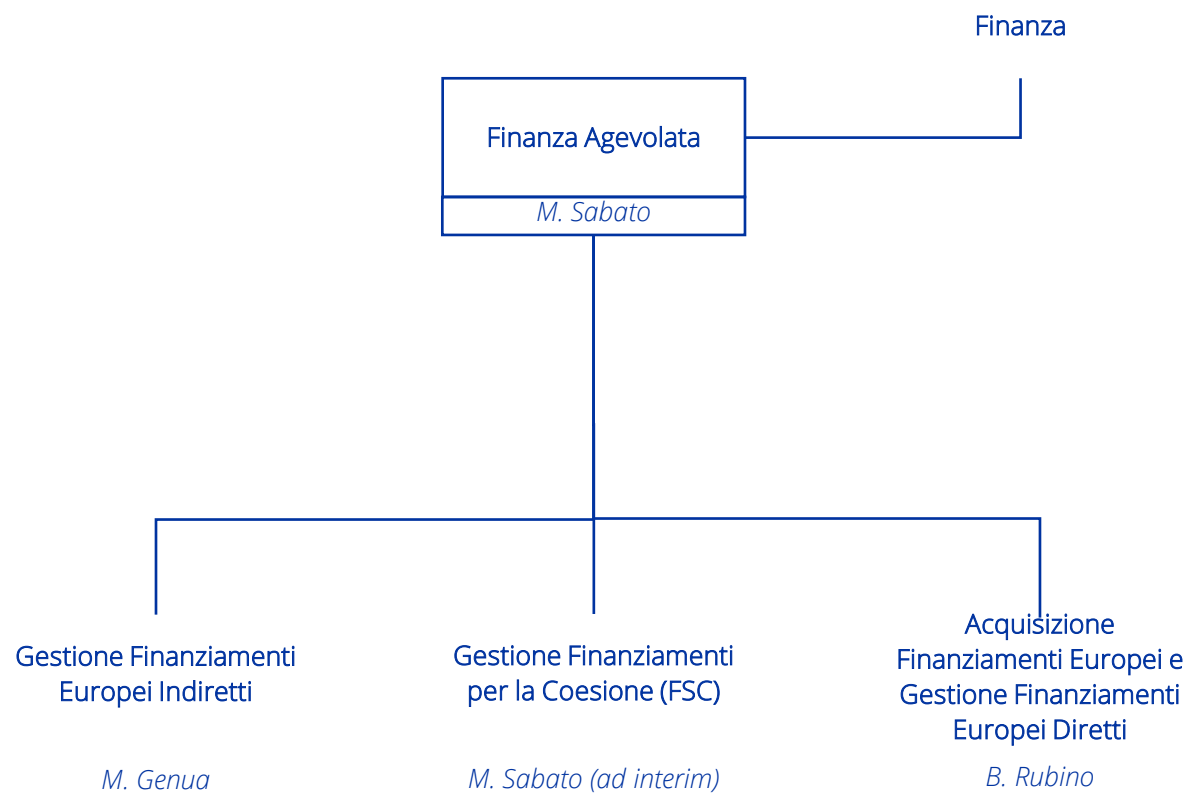 Finanza
Finanza Agevolata
M. Sabato
Gestione Finanziamenti
Europei Indiretti
M. Genua
Gestione Finanziamenti
per la Coesione (FSC)
M. Sabato (ad interim)
Acquisizione
Finanziamenti Europei e
Gestione Finanziamenti
Europei Diretti
B. Rubino